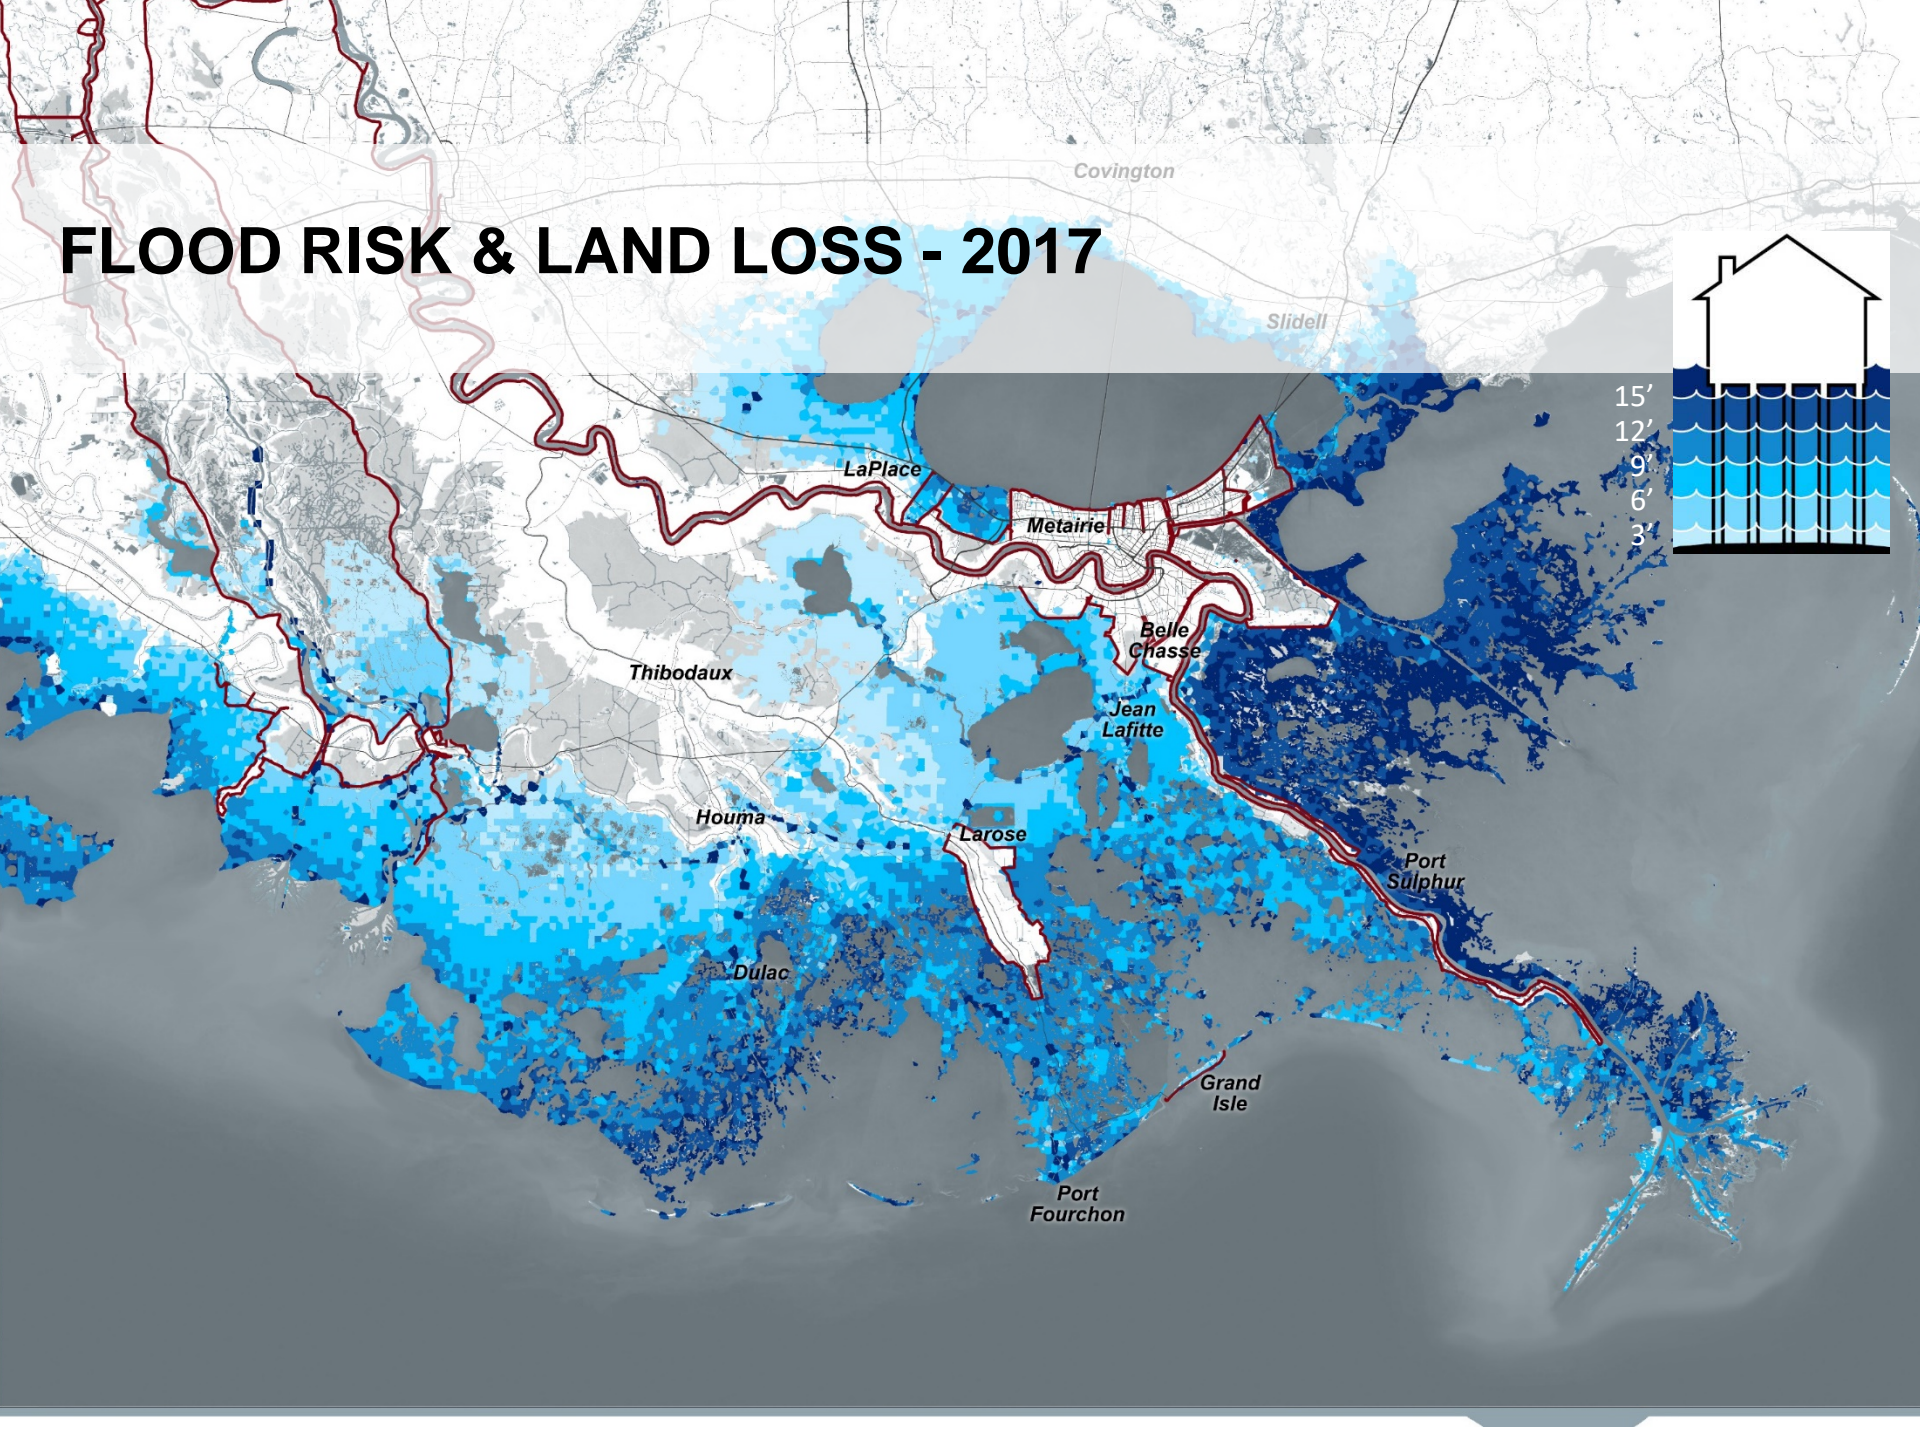 Covington
FLOOD RISK & LAND LOSS - 2017
Slidell
15’
12’
9’
6’
3’
LaPlace
Metairie
Belle
Chasse
Thibodaux
Jean
Lafitte
Houma
Larose
Port
Sulphur
Dulac
Grand
Isle
Port
Fourchon